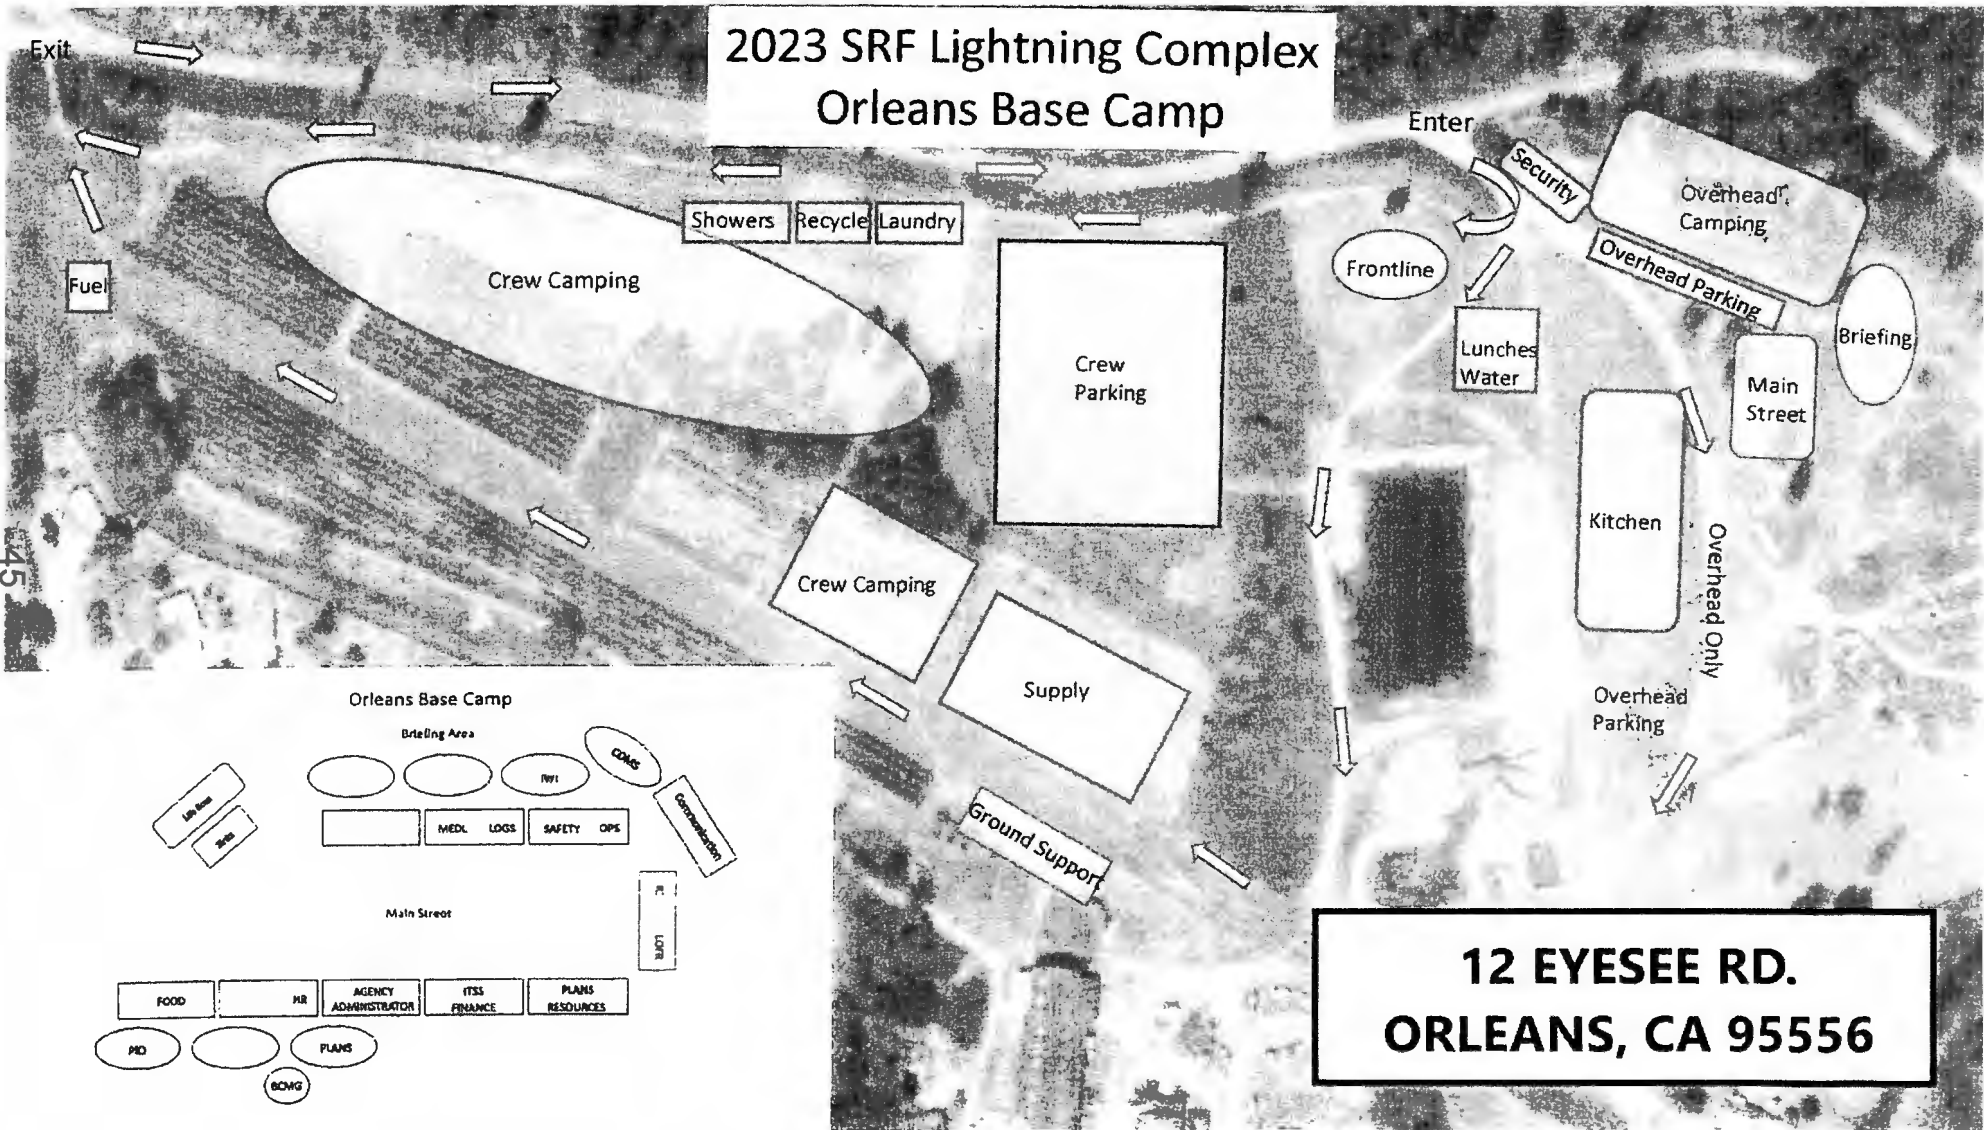 2023 SRF Lightning Complex
Orleans Base Camp
Exit
Enter
Security
Overhead
Camping
Overhead Parking
Showers
Recycle
Laundry
Frontline
Briefing
Fuel
Crew Camping
Lunches
Water
Crew
Parking
Main
Street
Kitchen
Overhead Only
45
Crew Camping
Supply
Overhead
Parking
Ground Support
Orleans Base Camp
Briefing Area
COMS
Communication
MEDL LOGS
SAFETY OPS
Main Street
IC
LOFR
FOOD
HR
AGENCY
ADMINISTRATOR
ITSS
FINANCE
PLANS
RESOURCES
PIO
PLANS
BCMG
12 EYESEE RD.
ORLEANS, CA 95556